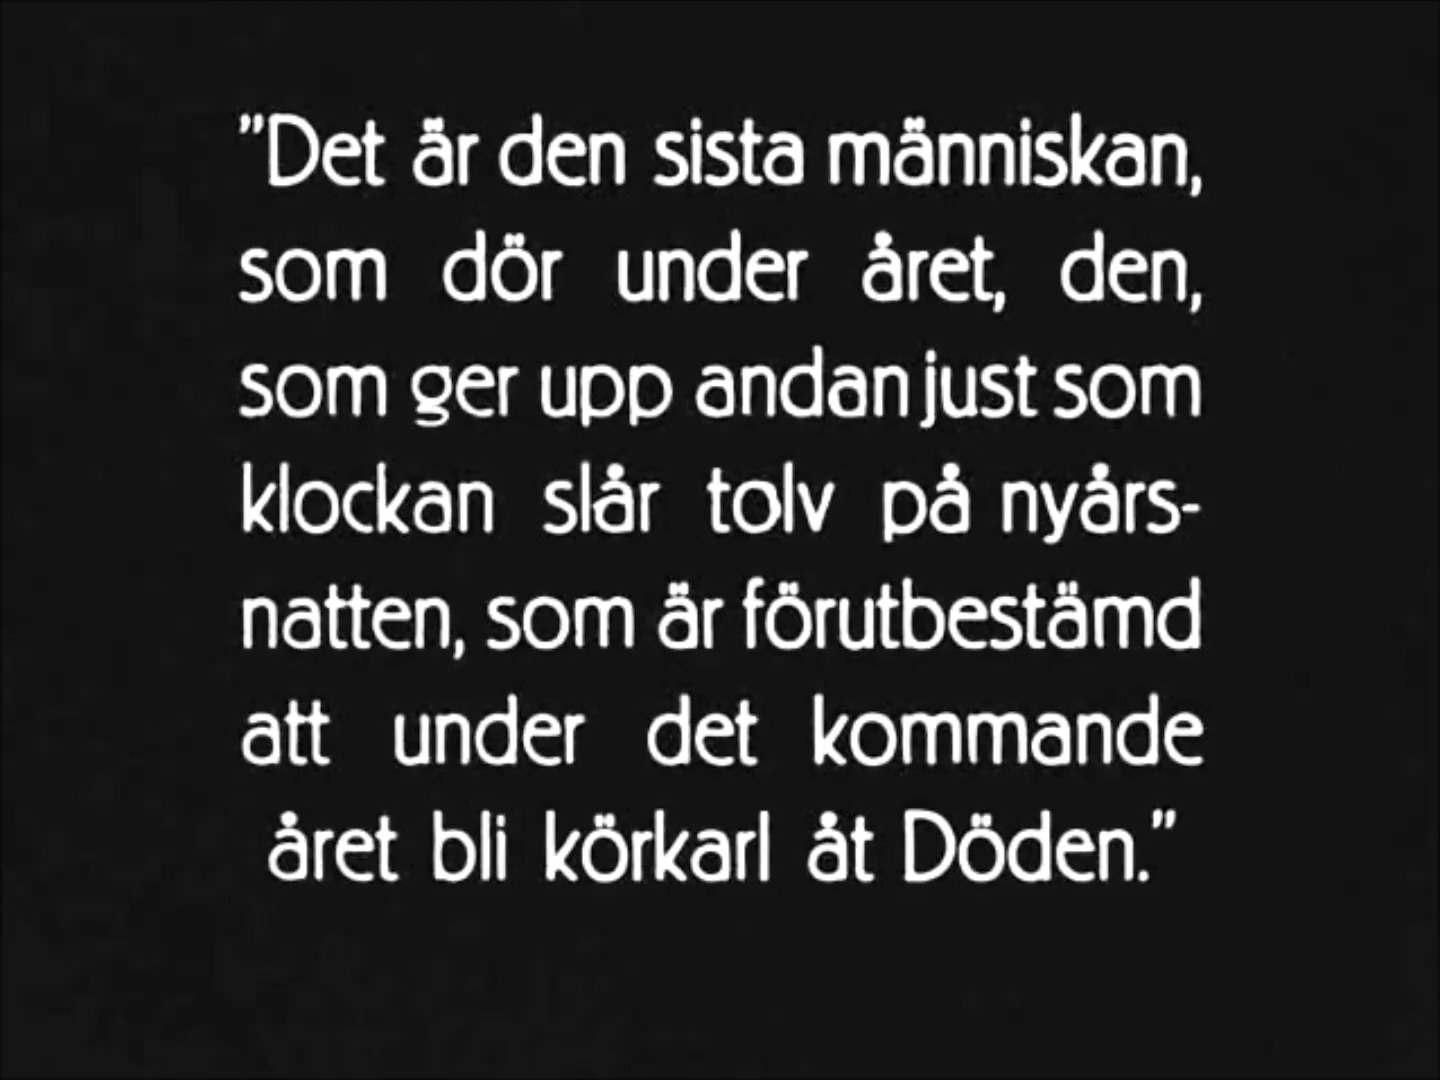 ”Det är den sista människan,
som dör under året, den,
som ger upp andan just som
klockan slår tolv på nyårs-
natten, som är förutbestämd
att under det kommande
året bli körkarl åt Döden.”